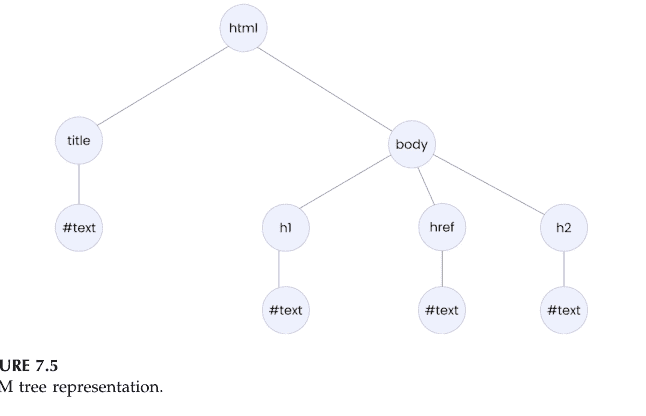 html
title
body
#text
h1
href
h2
#text
#text
#text
URE 7.5
M tree representation.